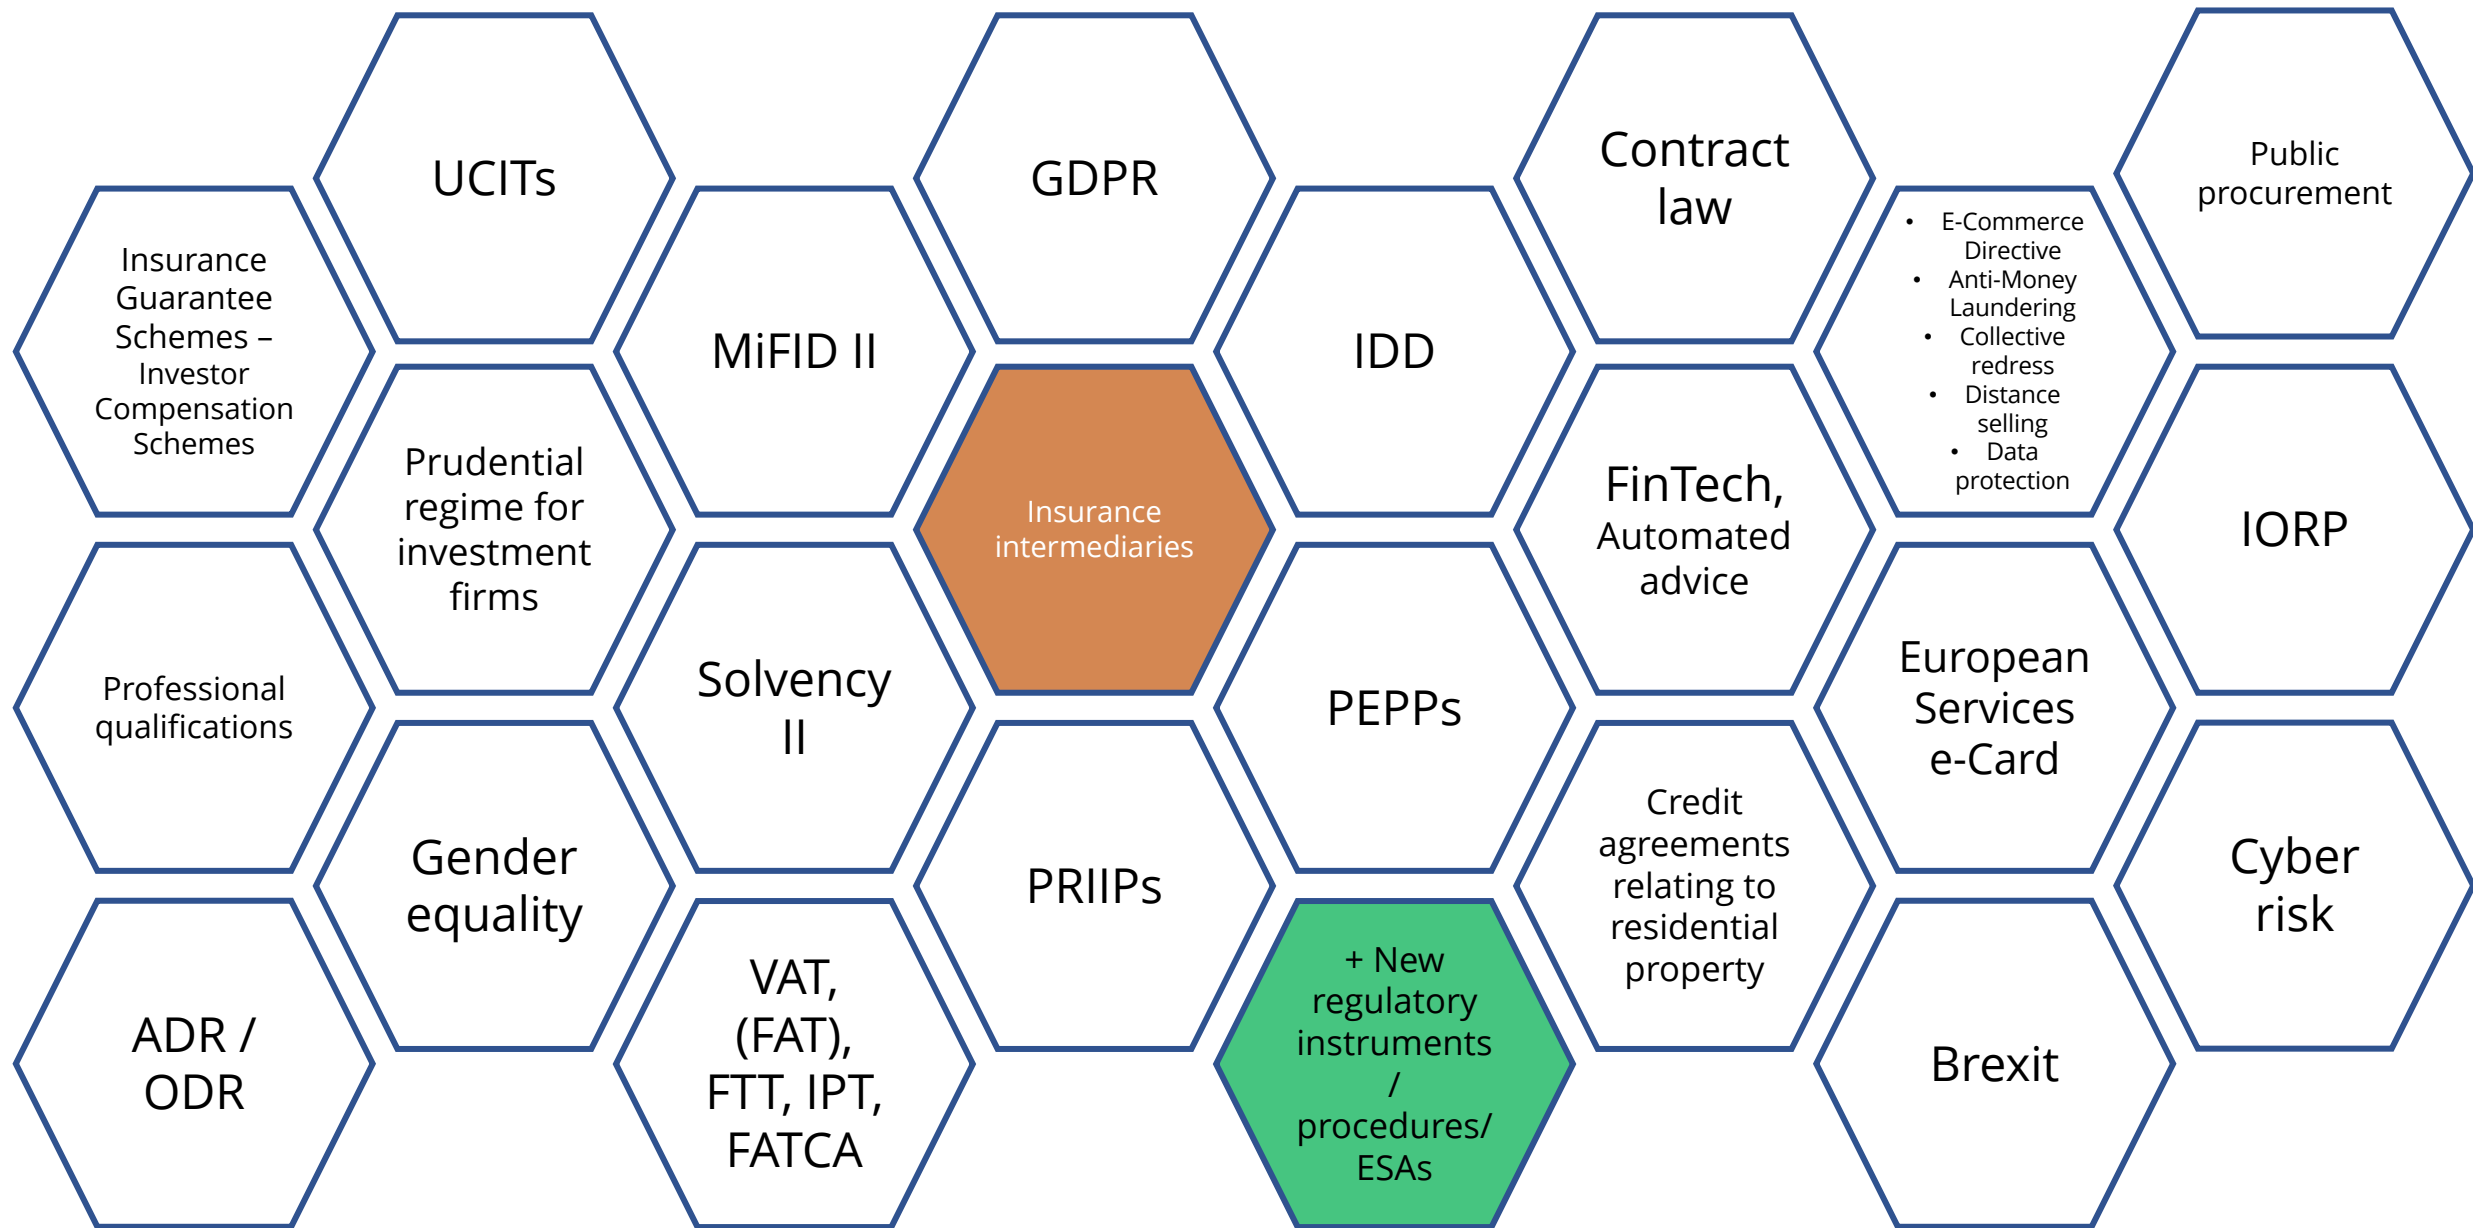 UCITs
GDPR
Contract
law
Public
procurement
Insurance
Guarantee
Schemes –
Investor
Compensation
Schemes
MiFID II
IDD
• E-Commerce
Directive
• Anti-Money
Laundering
• Collective
redress
• Distance
selling
• Data
protection
Prudential
regime for
investment
firms
Insurance
intermediaries
FinTech,
Automated
advice
IORP
Professional
qualifications
Solvency
II
PEPPs
European
Services
e-Card
Gender
equality
PRIIPs
Credit
agreements
relating to
residential
property
Cyber
risk
ADR /
ODR
VAT,
(FAT),
FTT, IPT,
FATCA
+ New
regulatory
instruments
/
procedures/
ESAs
Brexit